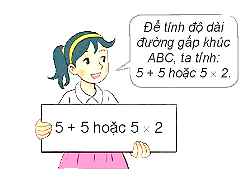 Để tính độ dài
đường gấp khúc
ABC, ta tính:
5 + 5 hoặc 5 × 2.
5 + 5 hoặc 5 × 2